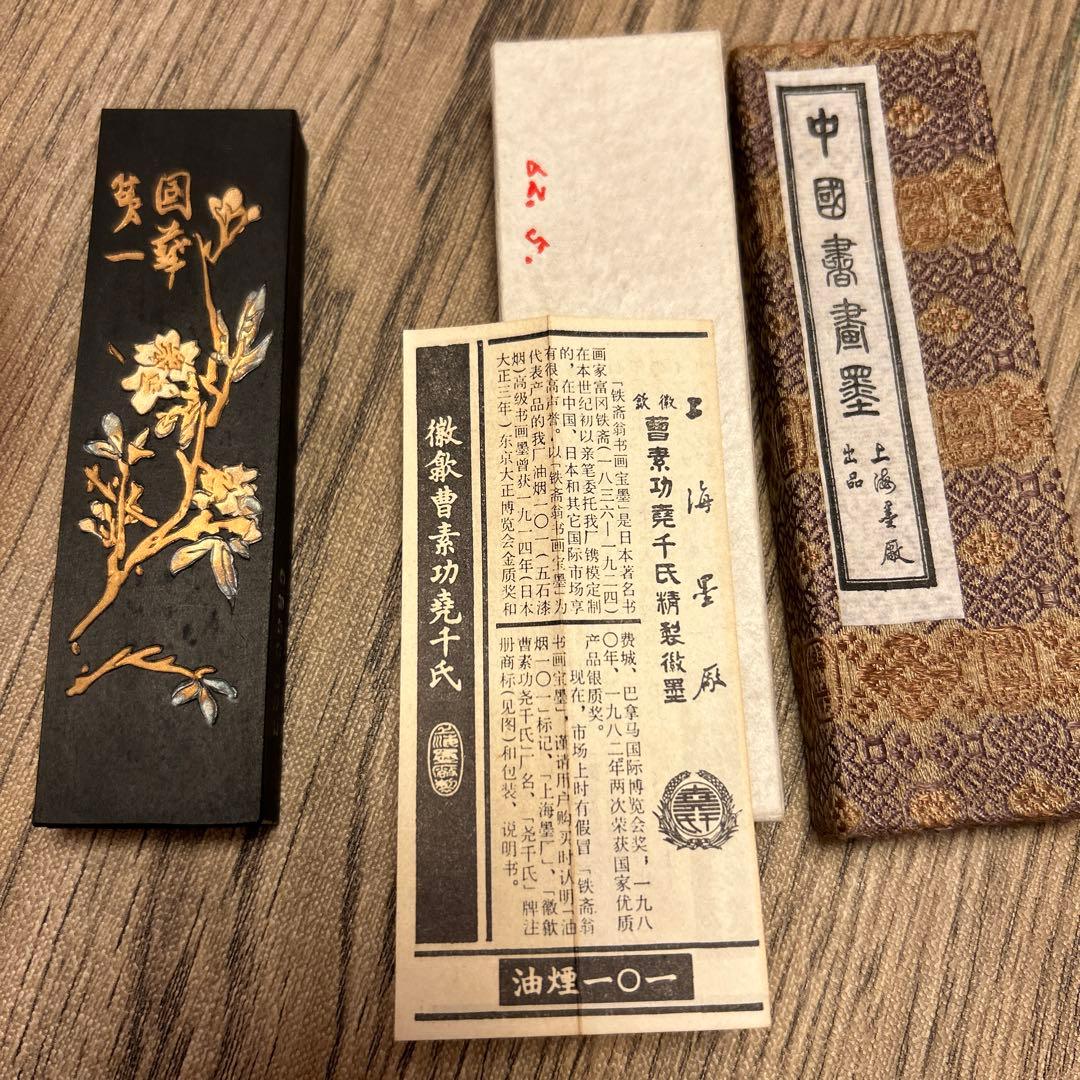 国華
第一
92. 5.
中國書畫墨
上海墨厰
出品
上海墨厰
徽歙
曹素功堯千氏精製徽墨
「铁斋翁书画宝墨」是日本著名书
画家富冈铁斋(一八三六—一九二四)
在本世纪初以亲笔委托我厂镌模定制
的,在中国、日本和其它国际市场享
有很高声誉。以「铁斋翁书画宝墨」为
代表产品的我厂油烟一〇一(五石漆
烟)高级书画墨曾获一九一四年(日本
大正三年)东京大正博览会金质奖和
费城、巴拿马国际博览会奖,一九八
〇年、一九八二年两次荣获国家优质
产品银质奖。
现在,市场上时有假冒「铁斋翁
书画宝墨」,谨请用户购买时认明「油
烟一〇一」标记、「上海墨厂」、「徽歙
曹素功尧千氏」厂名、「尧千氏」牌注
册商标(见图)和包装、说明书。
徽歙曹素功堯千氏
油煙一〇一